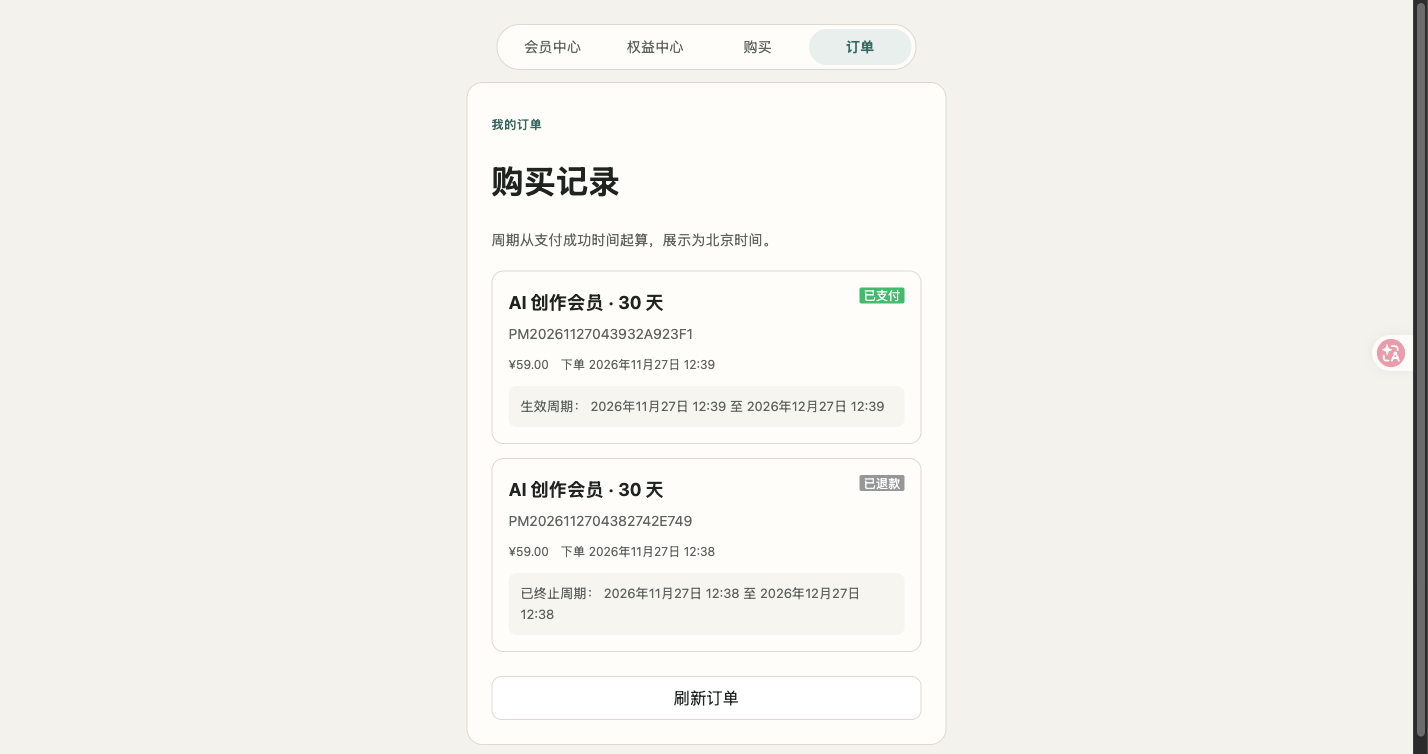 会员中心
权益中心
购买
订单
我的订单
购买记录
周期从支付成功时间起算，展示为北京时间。
AI 创作会员 · 30 天
已支付
PM20261127043932A923F1
¥59.00 下单 2026年11月27日 12:39
生效周期： 2026年11月27日 12:39 至 2026年12月27日 12:39
AI 创作会员 · 30 天
已退款
PM2026112704382742E749
¥59.00 下单 2026年11月27日 12:38
已终止周期： 2026年11月27日 12:38 至 2026年12月27日
12:38
刷新订单